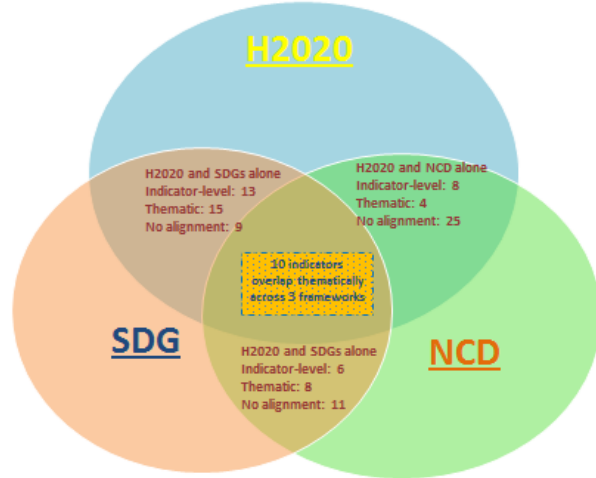 H2020
H2020 and SDGs alone
Indicator-level: 13
Thematic: 15
No alignment: 9
H2020 and NCD alone
Indicator-level: 8
Thematic: 4
No alignment: 25
10 indicators
overlap thematically
across 3 frameworks
SDG
NCD
H2020 and SDGs alone
Indicator-level: 6
Thematic: 8
No alignment: 11